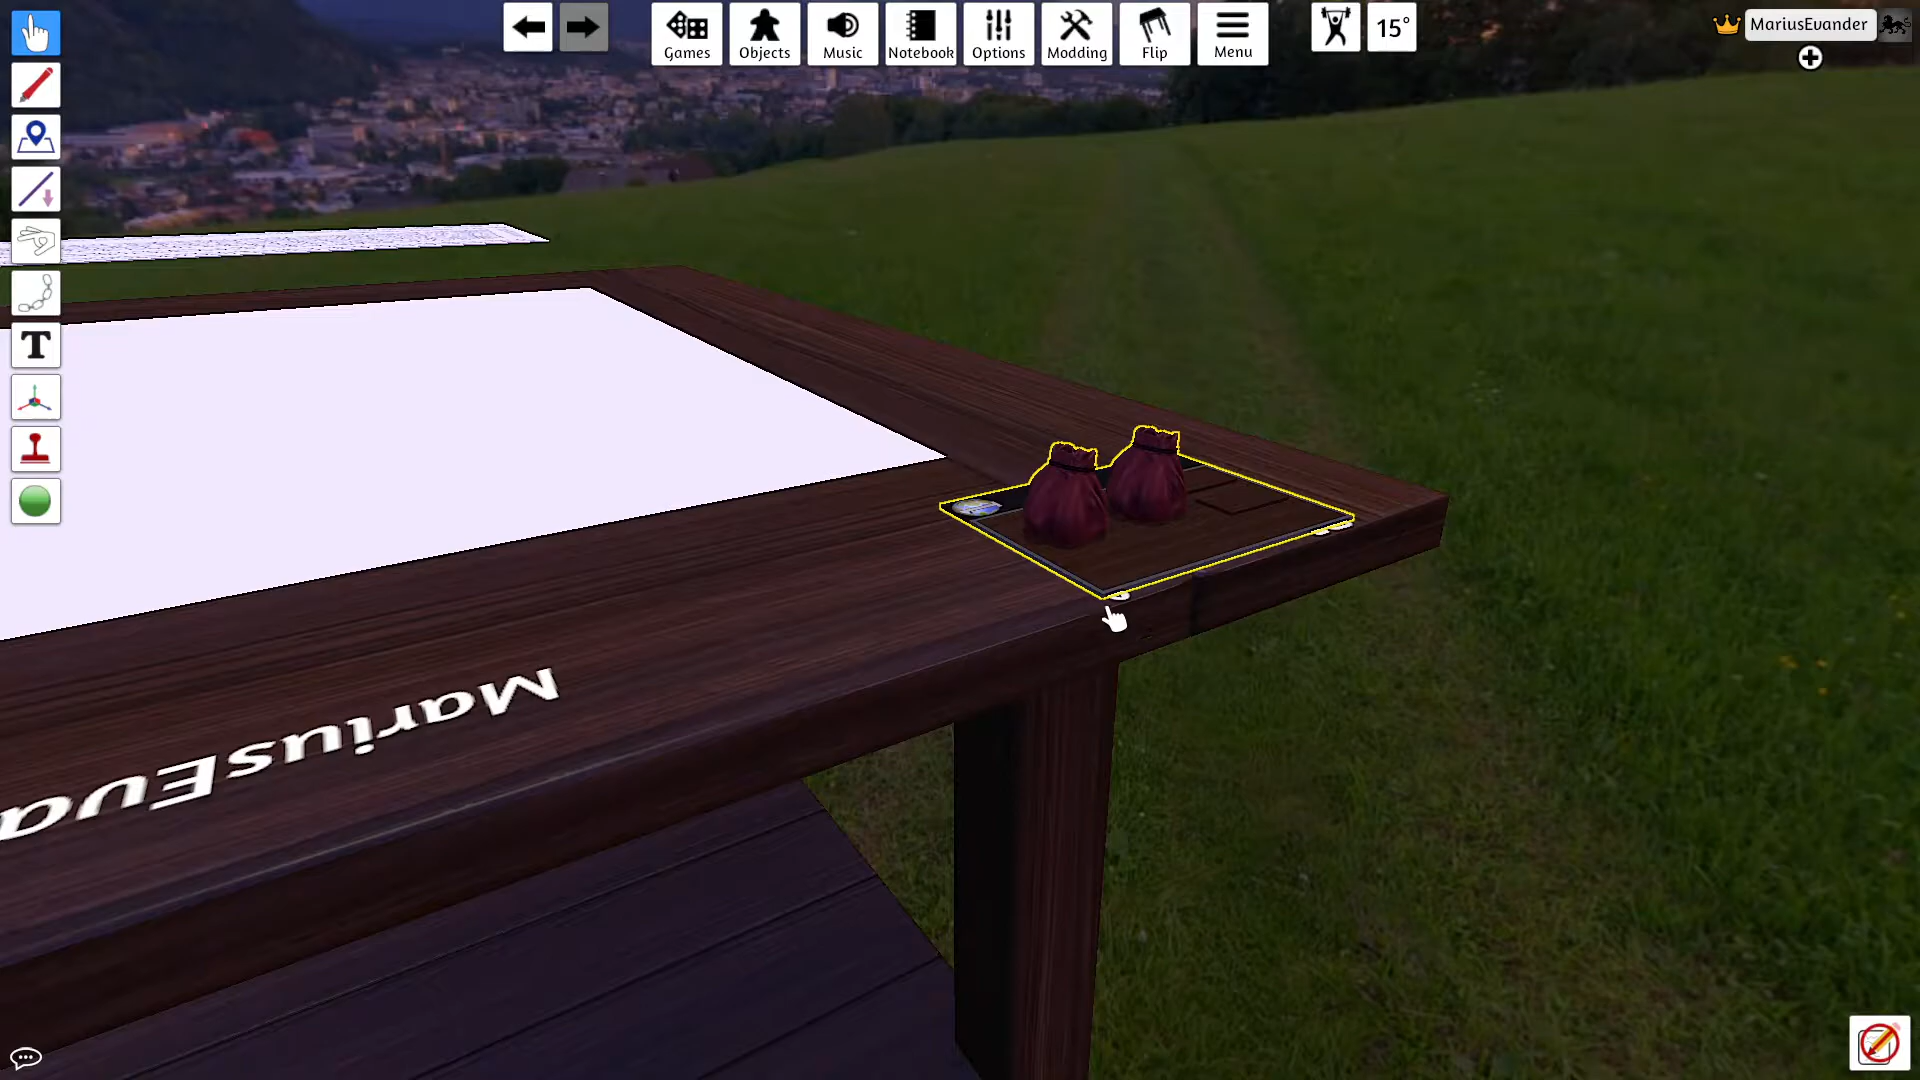 Games
Objects
Music
Notebook
Options
Modding
Flip
Menu
15°
MariusEvander
T
MariusEva